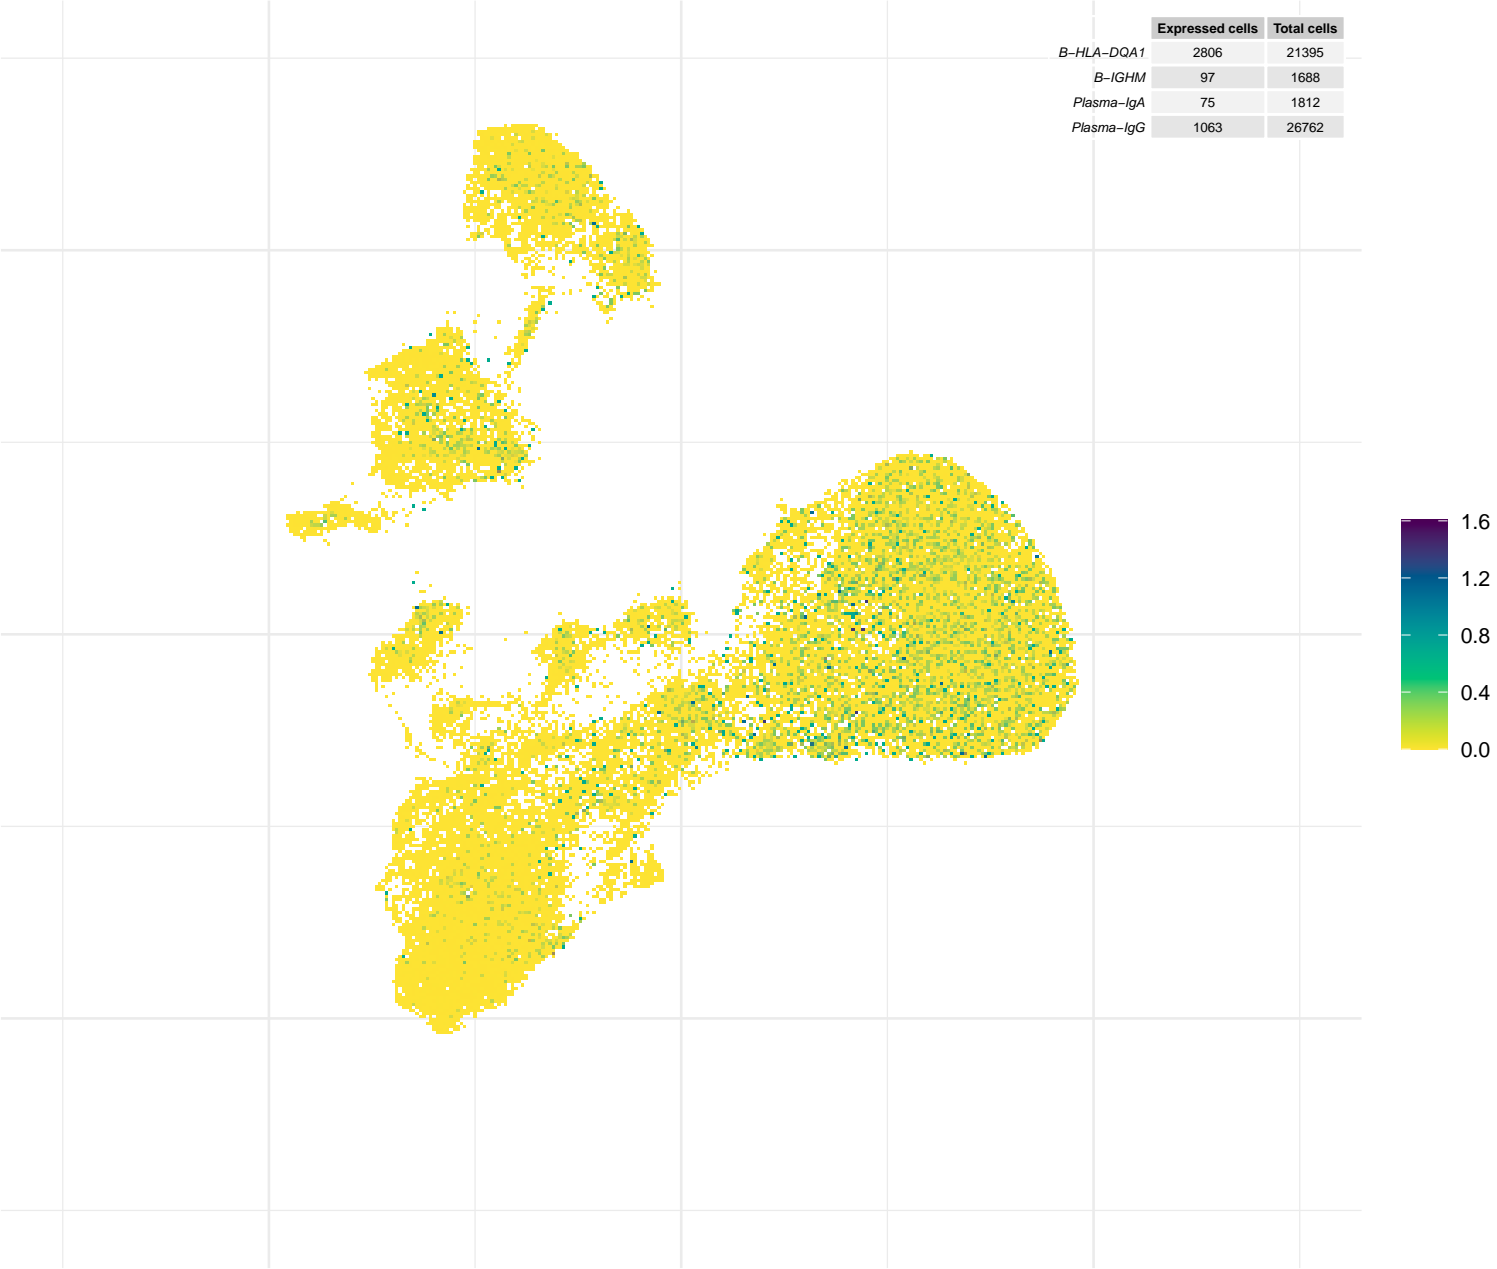 Expressed cells Total cells
B−HLA−DQA1 2806 21395
B−IGHM 97 1688
Plasma−IgA 75 1812
Plasma−IgG 1063 26762
1.6
1.2
0.8
0.4
0.0